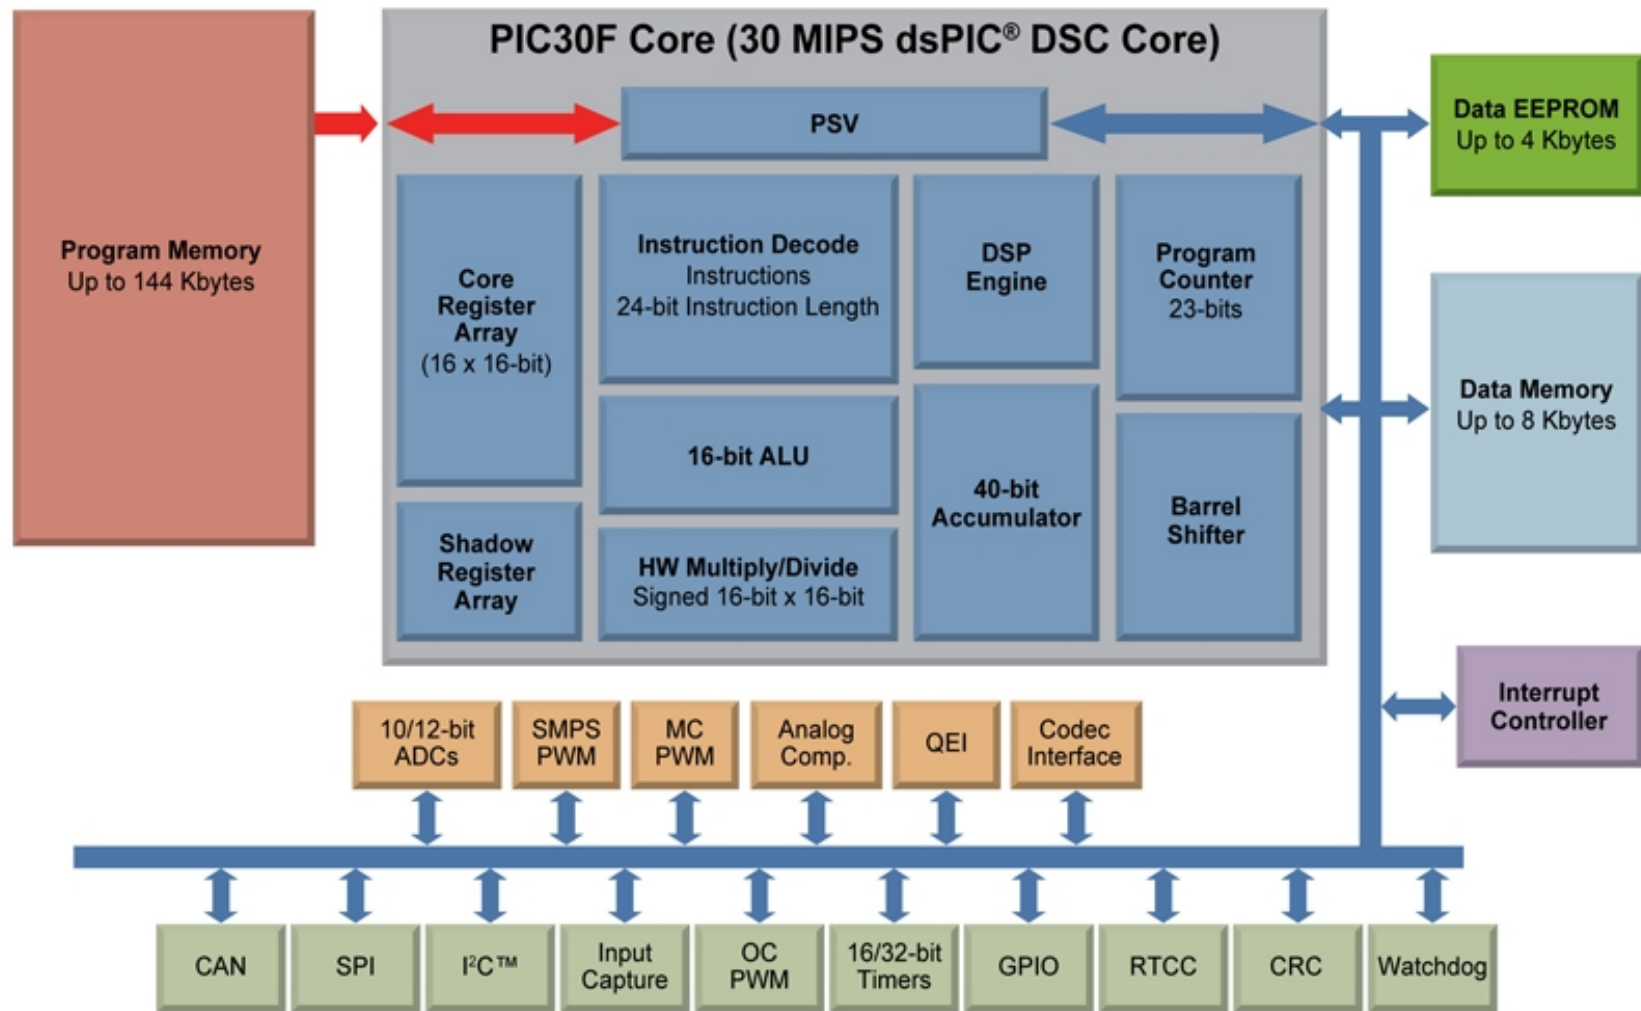 PIC30F Core (30 MIPS dsPIC® DSC Core)
Program Memory
Up to 144 Kbytes
PSV
Data EEPROM
Up to 4 Kbytes
Core
Register
Array
(16 x 16-bit)
Instruction Decode
Instructions
24-bit Instruction Length
DSP
Engine
Program
Counter
23-bits
Data Memory
Up to 8 Kbytes
16-bit ALU
40-bit
Accumulator
Barrel
Shifter
Shadow
Register
Array
HW Multiply/Divide
Signed 16-bit x 16-bit
Interrupt
Controller
10/12-bit
ADCs
SMPS
PWM
MC
PWM
Analog
Comp.
QEI
Codec
Interface
CAN
SPI
I²C™
Input
Capture
OC
PWM
16/32-bit
Timers
GPIO
RTCC
CRC
Watchdog